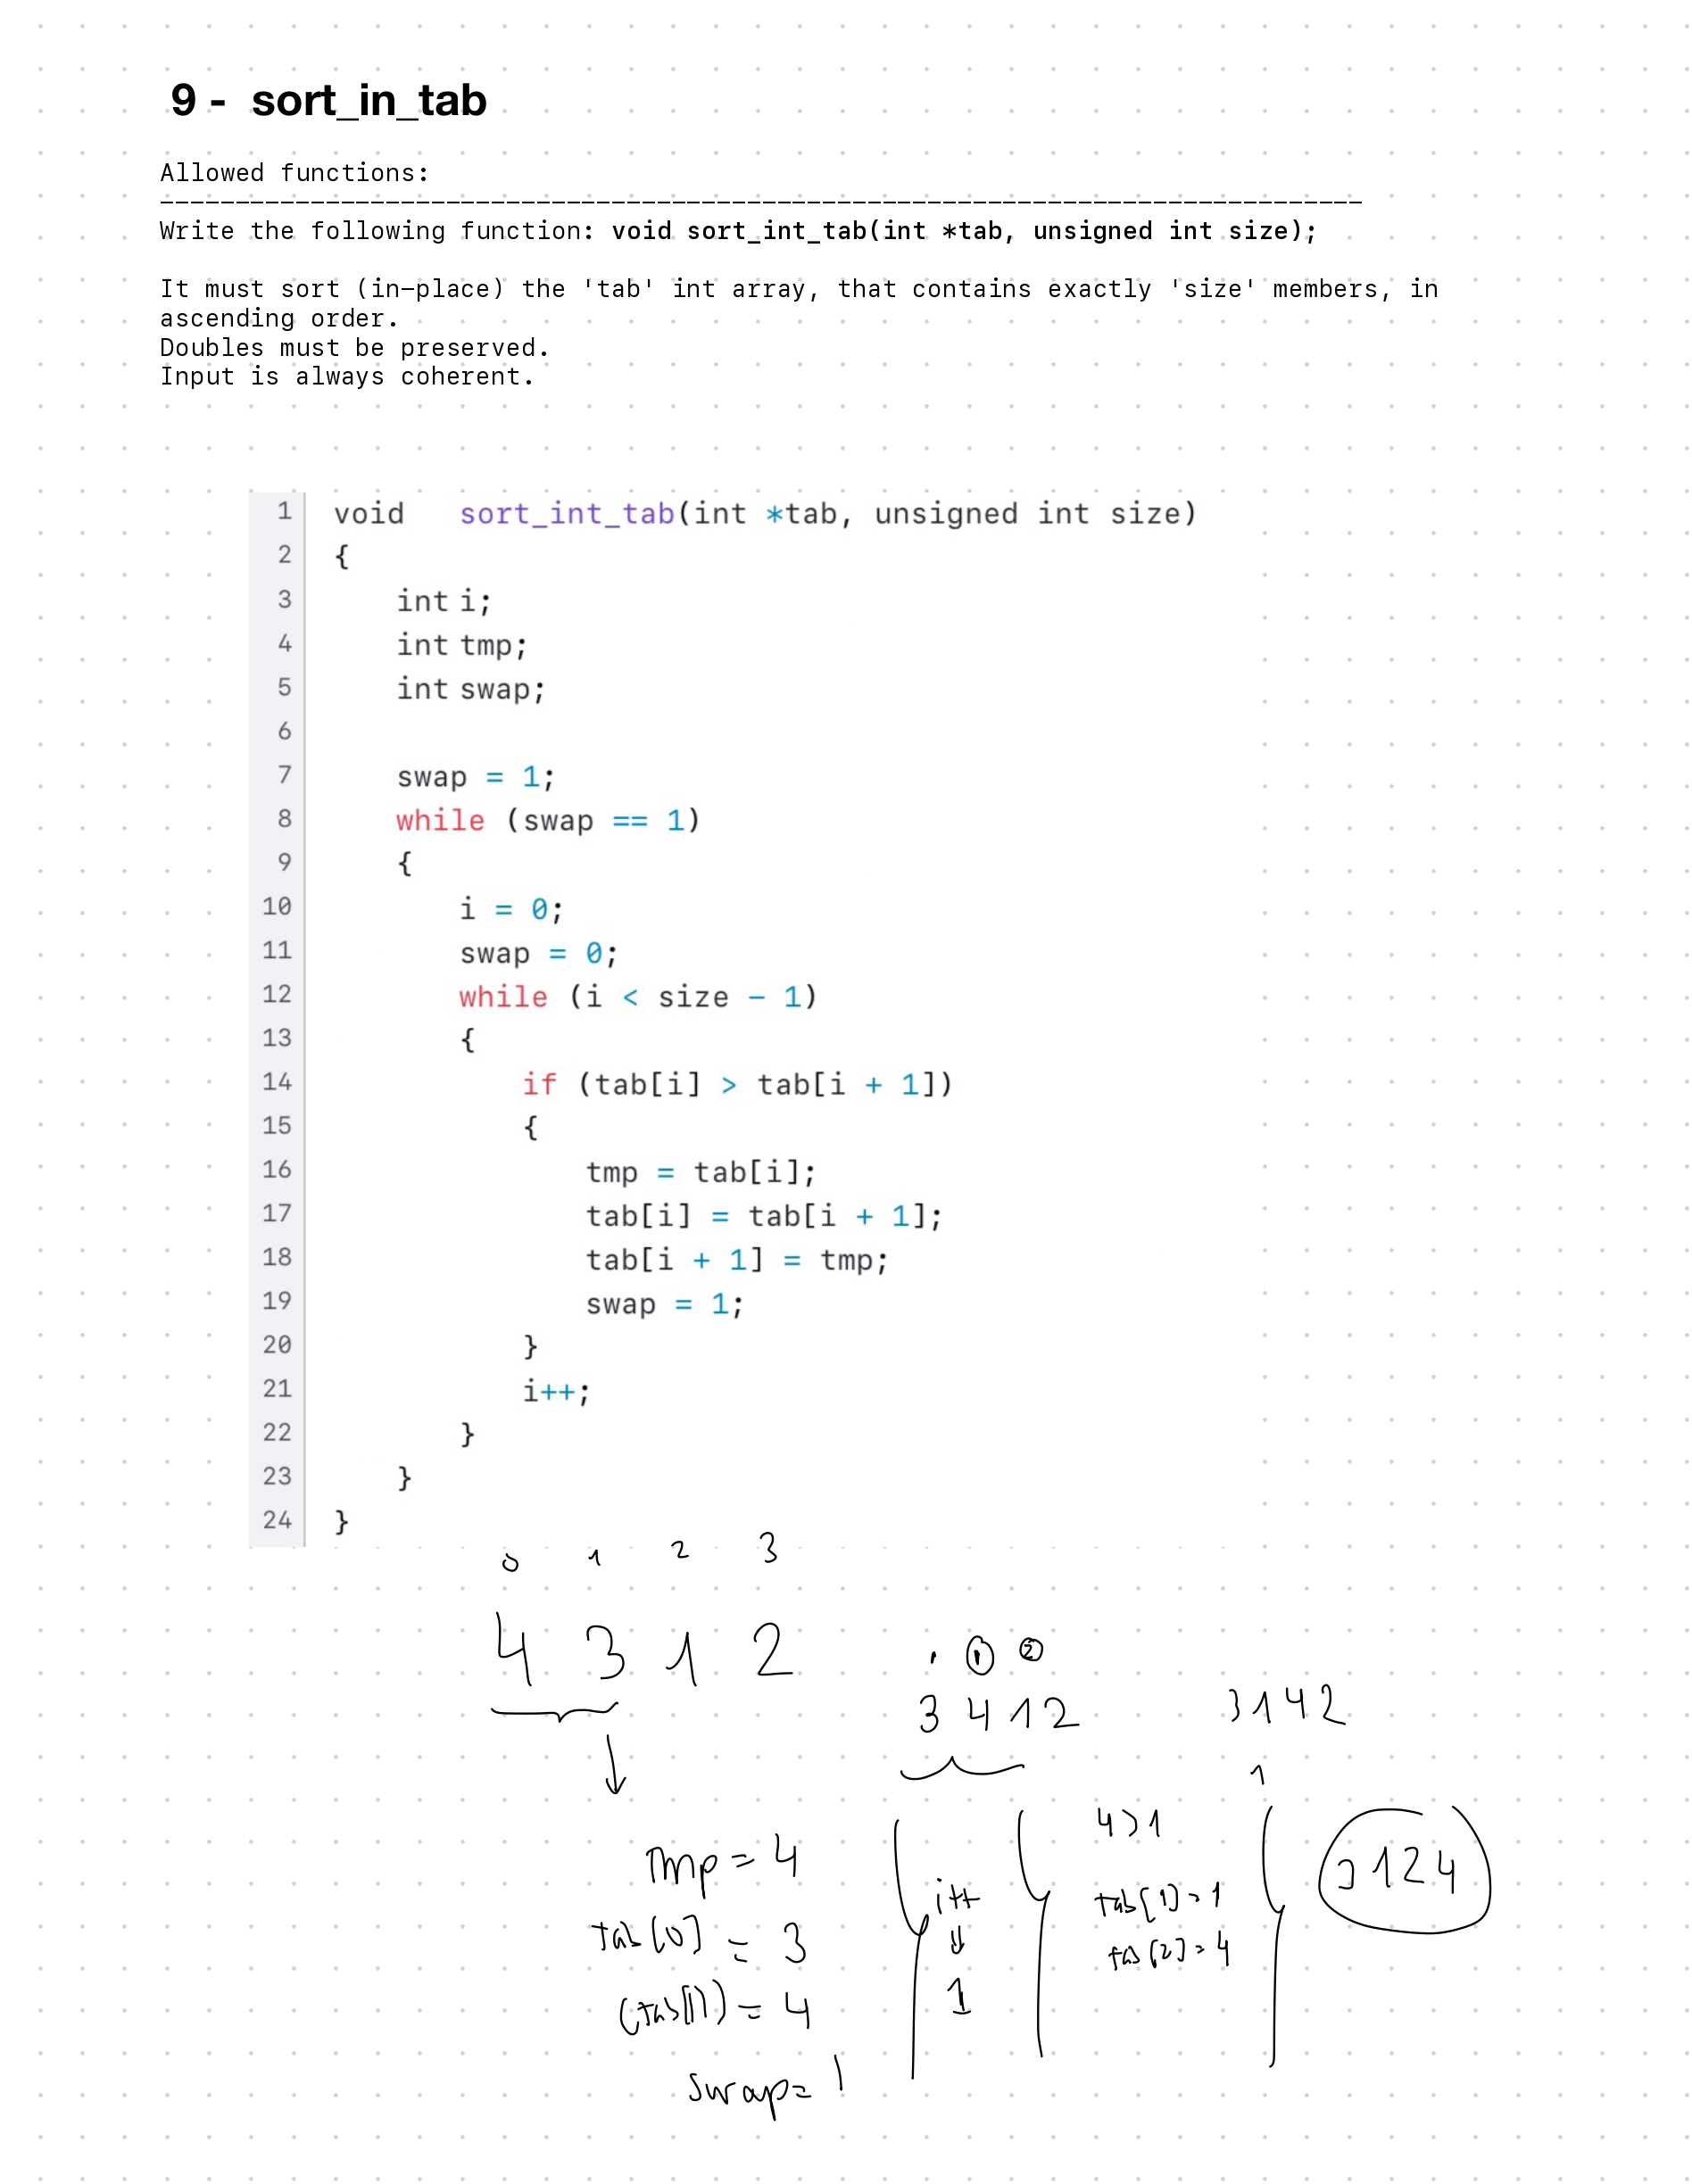 9 - sort_in_tab
Allowed functions:
--------------------------------------------------------------------------------
Write the following function: void sort_int_tab(int *tab, unsigned int size);
It must sort (in-place) the 'tab' int array, that contains exactly 'size' members, in
ascending order.
Doubles must be preserved.
Input is always coherent.
1 void sort_int_tab(int *tab, unsigned int size)
2 {
3 int i;
4 int tmp;
5 int swap;
6
7 swap = 1;
8 while (swap == 1)
9 {
10 i = 0;
11 swap = 0;
12 while (i < size - 1)
13 {
14 if (tab[i] > tab[i + 1])
15 {
16 tmp = tab[i];
17 tab[i] = tab[i + 1];
18 tab[i + 1] = tmp;
19 swap = 1;
20 }
21 i++;
22 }
23 }
24 }
0 1 2 3
4 3 1 2
1 2
3 4 1 2
3 1 4 2
1
tmp = 4
tab[0] = 3
(tab[1]) = 4
swap = 1
i++
1
4 > 1
tab[1] = 1
tab[2] = 4
3 1 2 4